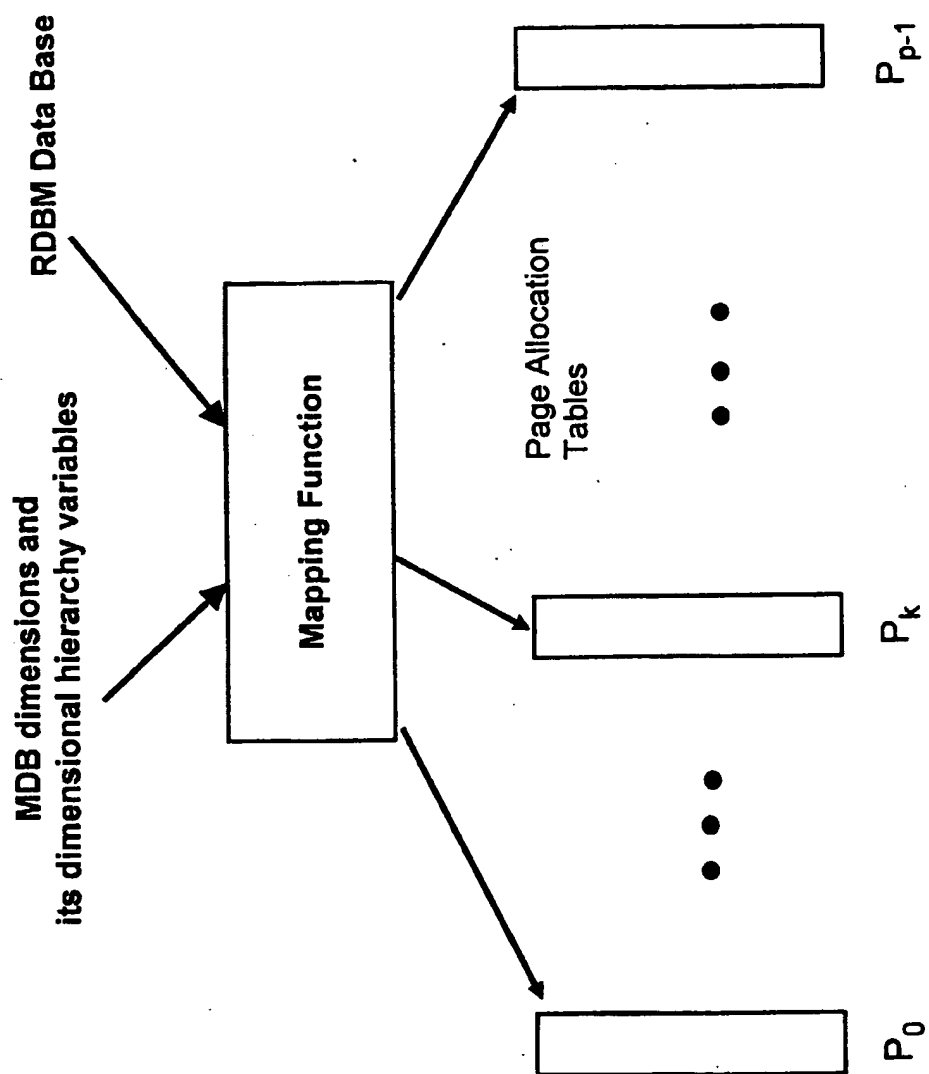 MDB dimensions and
its dimensional hierarchy variables
RDBM Data Base
Mapping Function
Page Allocation
Tables
P0
Pk
Pp-1